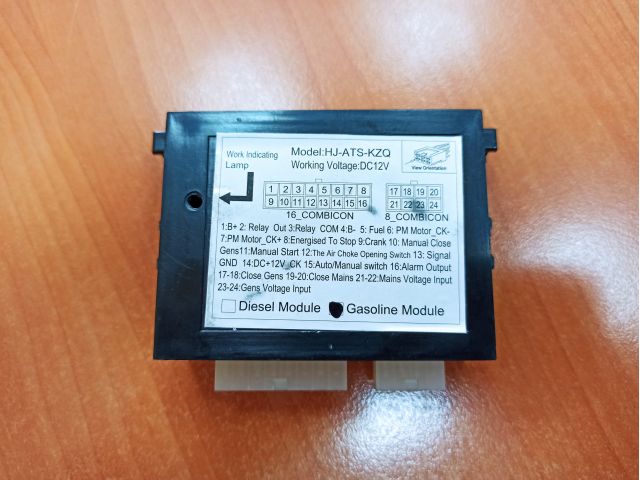 Work Indicating
Lamp
Model:HJ-ATS-KZQ
Working Voltage:DC12V
View Orientation
1 2 3 4 5 6 7 8
9 10 11 12 13 14 15 16
16_COMBICON
17 18 19 20
21 22 23 24
8_COMBICON
1:B+ 2: Relay Out 3:Relay COM 4:B- 5: Fuel 6: PM Motor_CK-
7:PM Motor_CK+ 8:Energised To Stop 9:Crank 10: Manual Close
Gens11:Manual Start 12:The Air Choke Opening Switch 13: Signal
GND 14:DC+12V_CK 15:Auto/Manual switch 16:Alarm Output
17-18:Close Gens 19-20:Close Mains 21-22:Mains Voltage Input
23-24:Gens Voltage Input
Diesel Module Gasoline Module